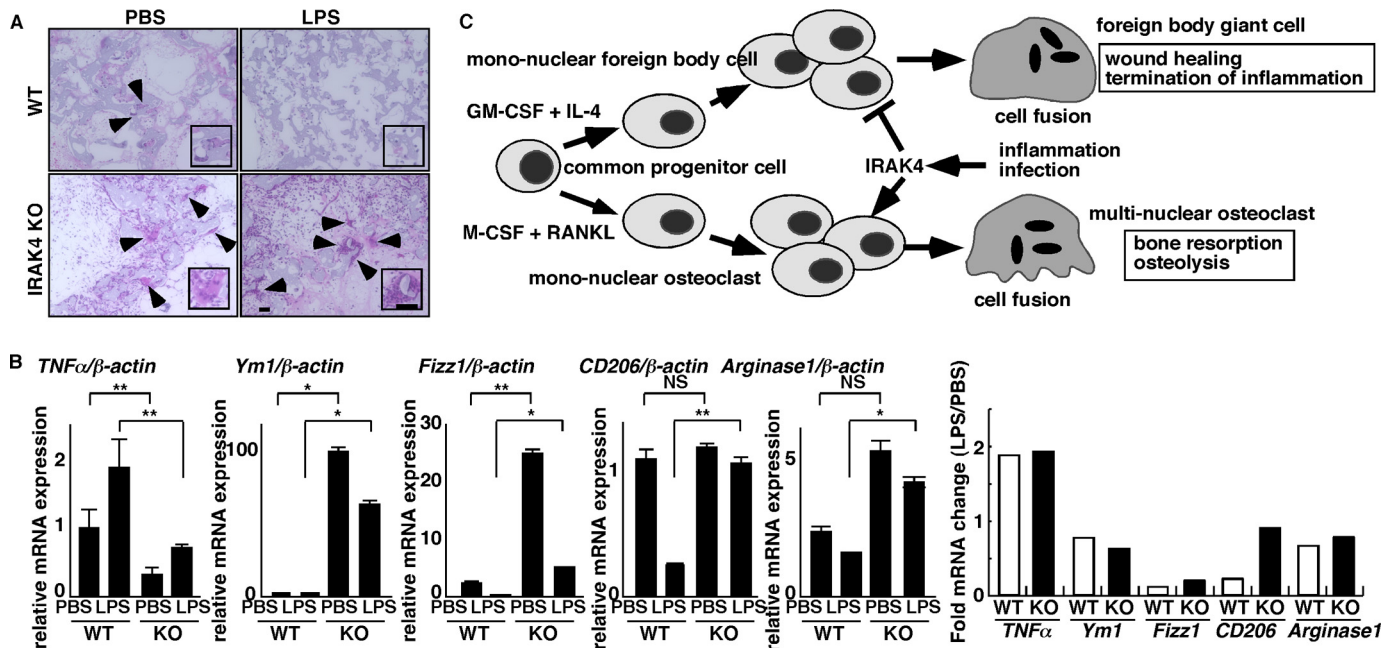 A
PBS
LPS
WT
IRAK4 KO
C
mono-nuclear foreign body cell
GM-CSF + IL-4
common progenitor cell
M-CSF + RANKL
mono-nuclear osteoclast
IRAK4
inflammation
infection
foreign body giant cell
wound healing
termination of inflammation
cell fusion
multi-nuclear osteoclast
bone resorption
osteolysis
cell fusion
B
TNFα/β-actin
relative mRNA expression
2
1
0
**
**
PBS LPS PBS LPS
WT KO
Ym1/β-actin
relative mRNA expression
100
0
*
*
PBS LPS PBS LPS
WT KO
Fizz1/β-actin
relative mRNA expression
30
20
10
0
**
*
PBS LPS PBS LPS
WT KO
CD206/β-actin
relative mRNA expression
1
0
NS
**
PBS LPS PBS LPS
WT KO
Arginase1/β-actin
relative mRNA expression
5
0
NS
*
PBS LPS PBS LPS
WT KO
Fold mRNA change (LPS/PBS)
2
1
0
WT KO WT KO WT KO WT KO WT KO
TNFα Ym1 Fizz1 CD206 Arginase1